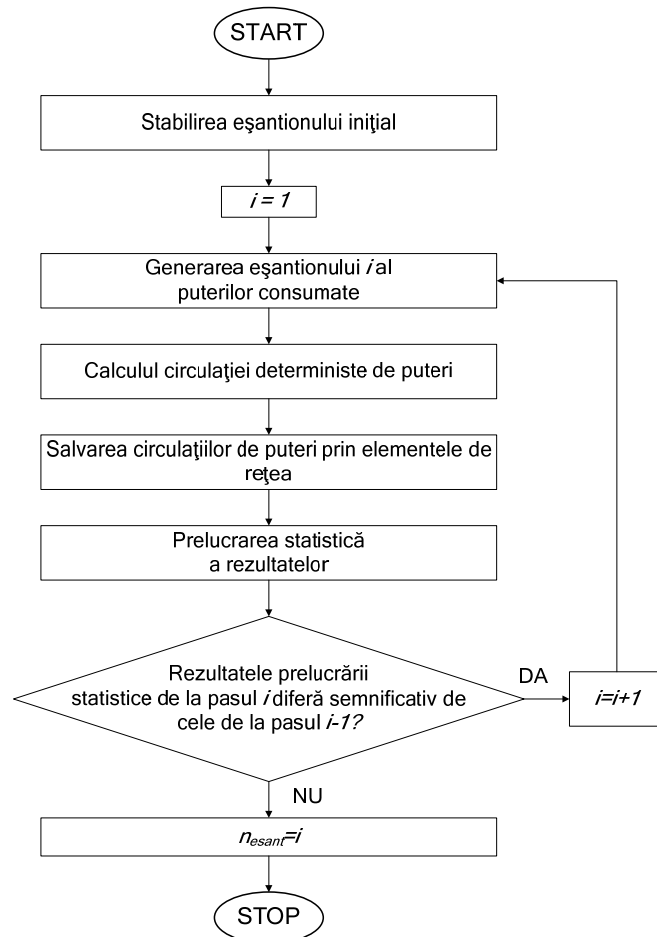 START
Stabilirea eşantionului iniţial
i = 1
Generarea eşantionului i al
puterilor consumate
Calculul circulaţiei deterministe de puteri
Salvarea circulaţiilor de puteri prin elementele de
reţea
Prelucrarea statistică
a rezultatelor
Rezultatele prelucrării
statistice de la pasul i diferă semnificativ de
cele de la pasul i-1?
DA
i=i+1
NU
nesant=i
STOP